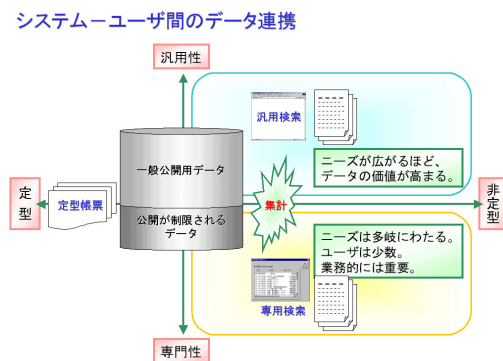 システム－ユーザ間のデータ連携
汎用性
汎用検索
ニーズが広がるほど、
データの価値が高まる。
一般公開用データ
定型
定型帳票
集計
非定型
公開が制限される
データ
ニーズは多岐にわたる。
ユーザは少数。
業務的には重要。
専用検索
専門性